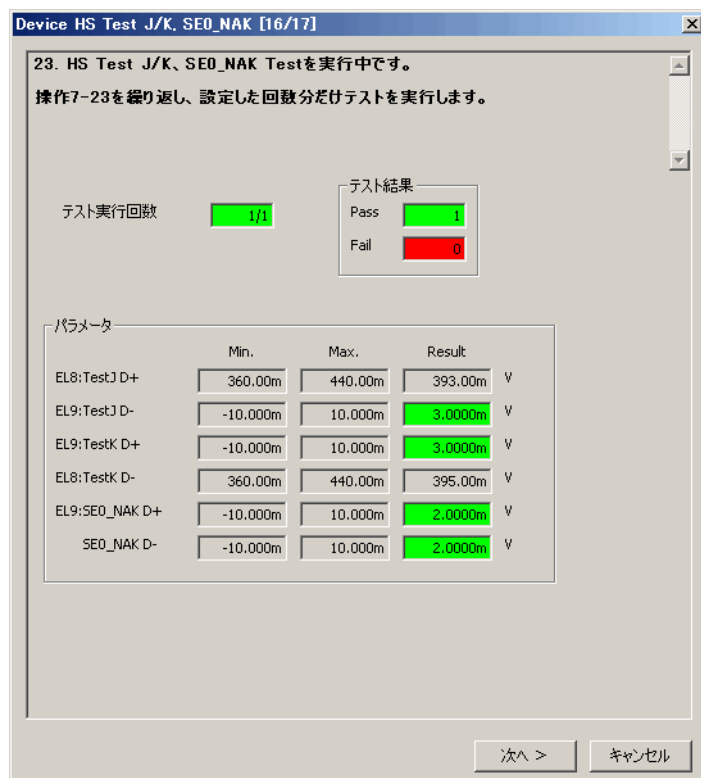 Device HS Test J/K, SE0_NAK [16/17]
23. HS Test J/K、SE0_NAK Testを実行中です。
操作7-23を繰り返し、設定した回数分だけテストを実行します。
テスト実行回数 1/1
テスト結果
Pass 1
Fail 0
パラメータ
Min. Max. Result
EL8:TestJ D+ 360.00m 440.00m 393.00m V
EL9:TestJ D- -10.000m 10.000m 3.0000m V
EL9:TestK D+ -10.000m 10.000m 3.0000m V
EL8:TestK D- 360.00m 440.00m 395.00m V
EL9:SE0_NAK D+ -10.000m 10.000m 2.0000m V
SE0_NAK D- -10.000m 10.000m 2.0000m V
次へ > キャンセル